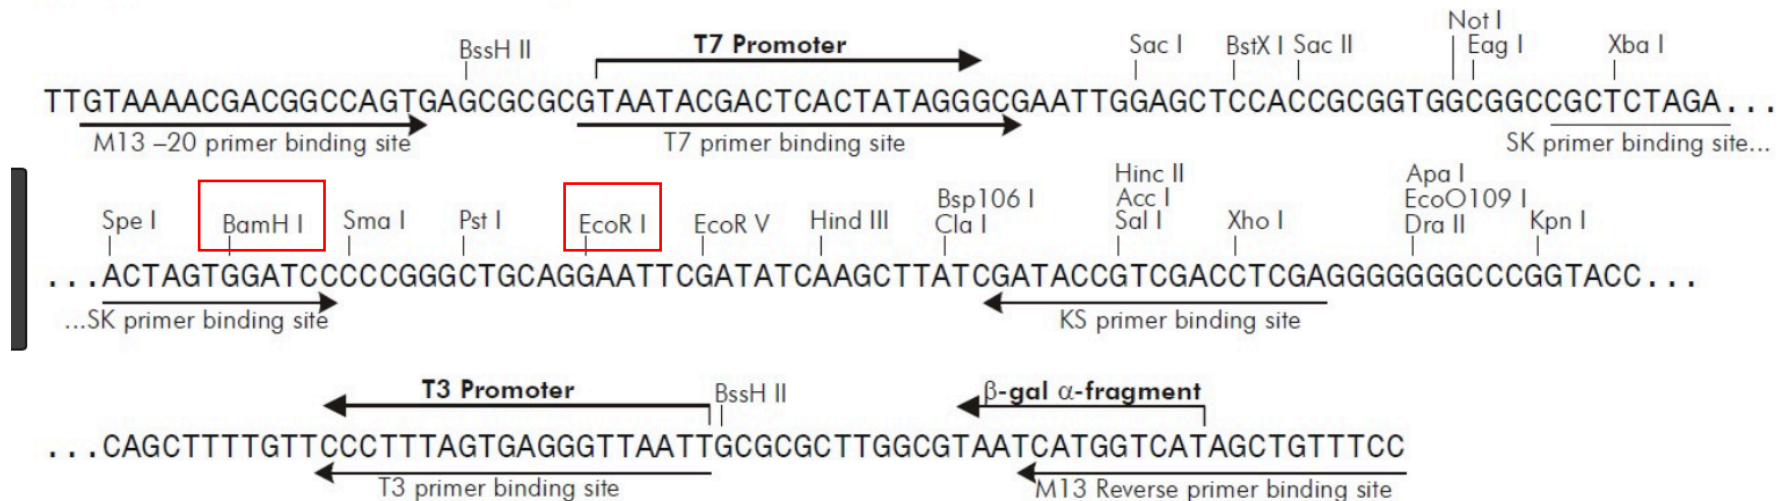 Not I
BssH II T7 Promoter Sac I BstX I Sac II Eag I Xba I
TTGTAAAACGACGGCCAGTGAGCGCGCGTAATACGACTCACTATAGGGCGAATTGGAGCTCCACCGCGGTGGCGGCCGCTCTAGA...
M13 –20 primer binding site T7 primer binding site SK primer binding site...
Hinc II Apa I
Bsp106 I Acc I EcoO109 I
Spe I BamH I Sma I Pst I EcoR I EcoR V Hind III Cla I Sal I Xho I Dra II Kpn I
...ACTAGTGGATCCCCCGGGCTGCAGGAATTCGATATCAAGCTTATCGATACCGTCGACCTCGAGGGGGGGCCCGGTACC...
...SK primer binding site KS primer binding site
T3 Promoter BssH II β-gal α-fragment
...CAGCTTTTGTTCCCTTTAGTGAGGGTTAATTGCGCGCTTGGCGTAATCATGGTCATAGCTGTTTCC
T3 primer binding site M13 Reverse primer binding site